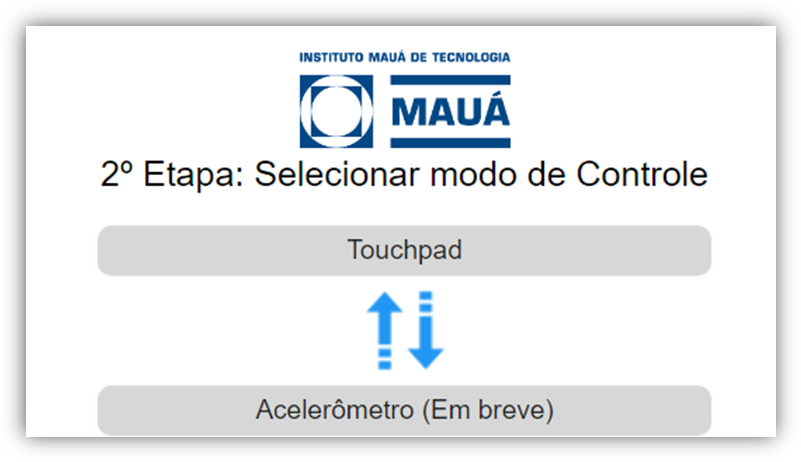 INSTITUTO MAUÁ DE TECNOLOGIA
MAUÁ
2º Etapa: Selecionar modo de Controle
Touchpad
Acelerômetro (Em breve)